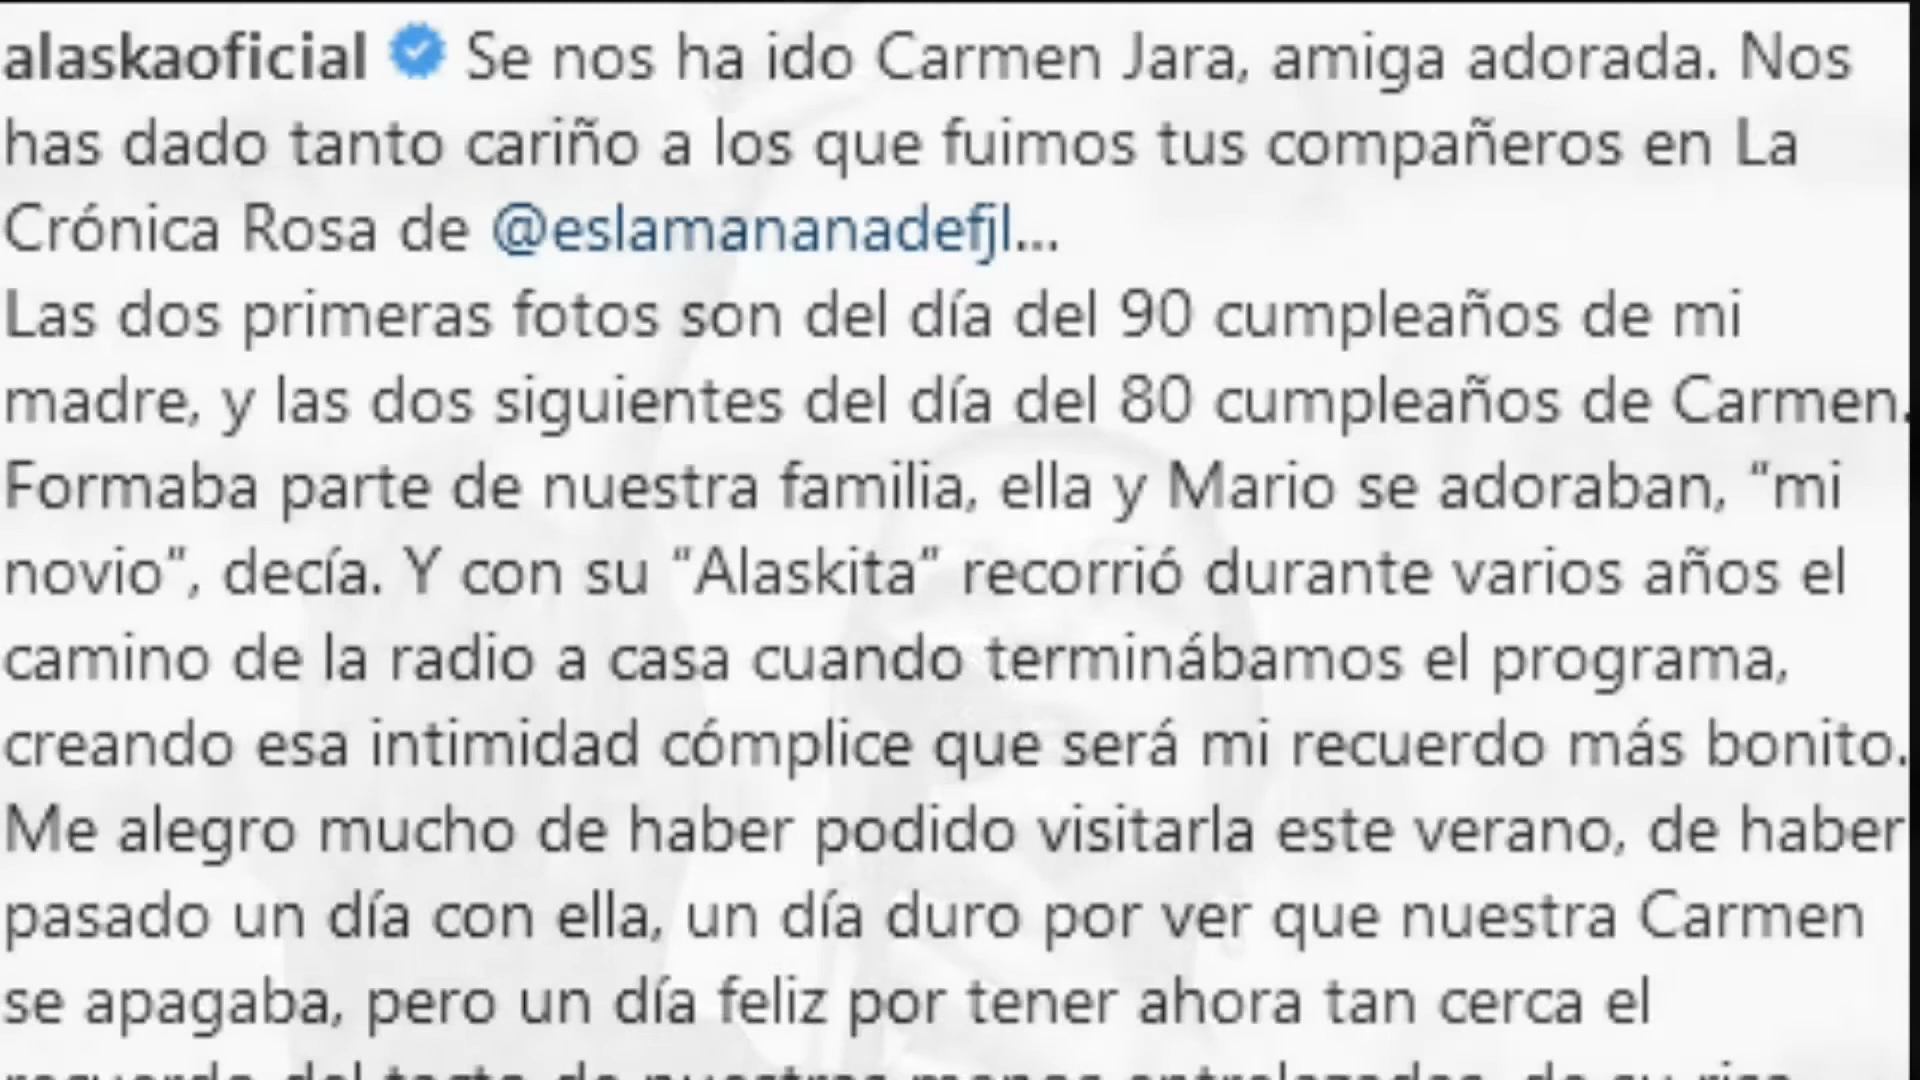 alaskaoficial Se nos ha ido Carmen Jara, amiga adorada. Nos
has dado tanto cariño a los que fuimos tus compañeros en La
Crónica Rosa de @eslamananadefjl...
Las dos primeras fotos son del día del 90 cumpleaños de mi
madre, y las dos siguientes del día del 80 cumpleaños de Carmen.
Formaba parte de nuestra familia, ella y Mario se adoraban, “mi
novio”, decía. Y con su “Alaskita” recorrió durante varios años el
camino de la radio a casa cuando terminábamos el programa,
creando esa intimidad cómplice que será mi recuerdo más bonito.
Me alegro mucho de haber podido visitarla este verano, de haber
pasado un día con ella, un día duro por ver que nuestra Carmen
se apagaba, pero un día feliz por tener ahora tan cerca el